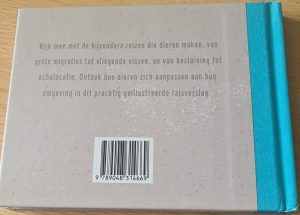 Kijk mee met de bijzondere reizen die dieren maken, van
grote migraties tot vliegende vissen, en van bestuiving tot
echolocatie. Ontdek hoe dieren zich aanpassen aan hun
omgeving in dit prachtig geïllustreerde reisverslag.
9 789048 314669